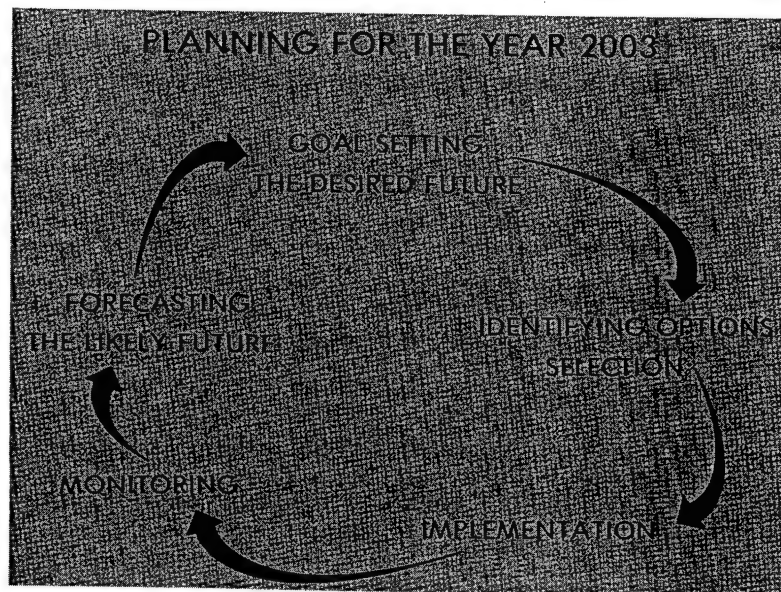 PLANNING FOR THE YEAR 2003
GOAL SETTING
THE DESIRED FUTURE
IDENTIFYING OPTIONS
SELECTION
IMPLEMENTATION
MONITORING
FORECASTING
THE LIKELY FUTURE